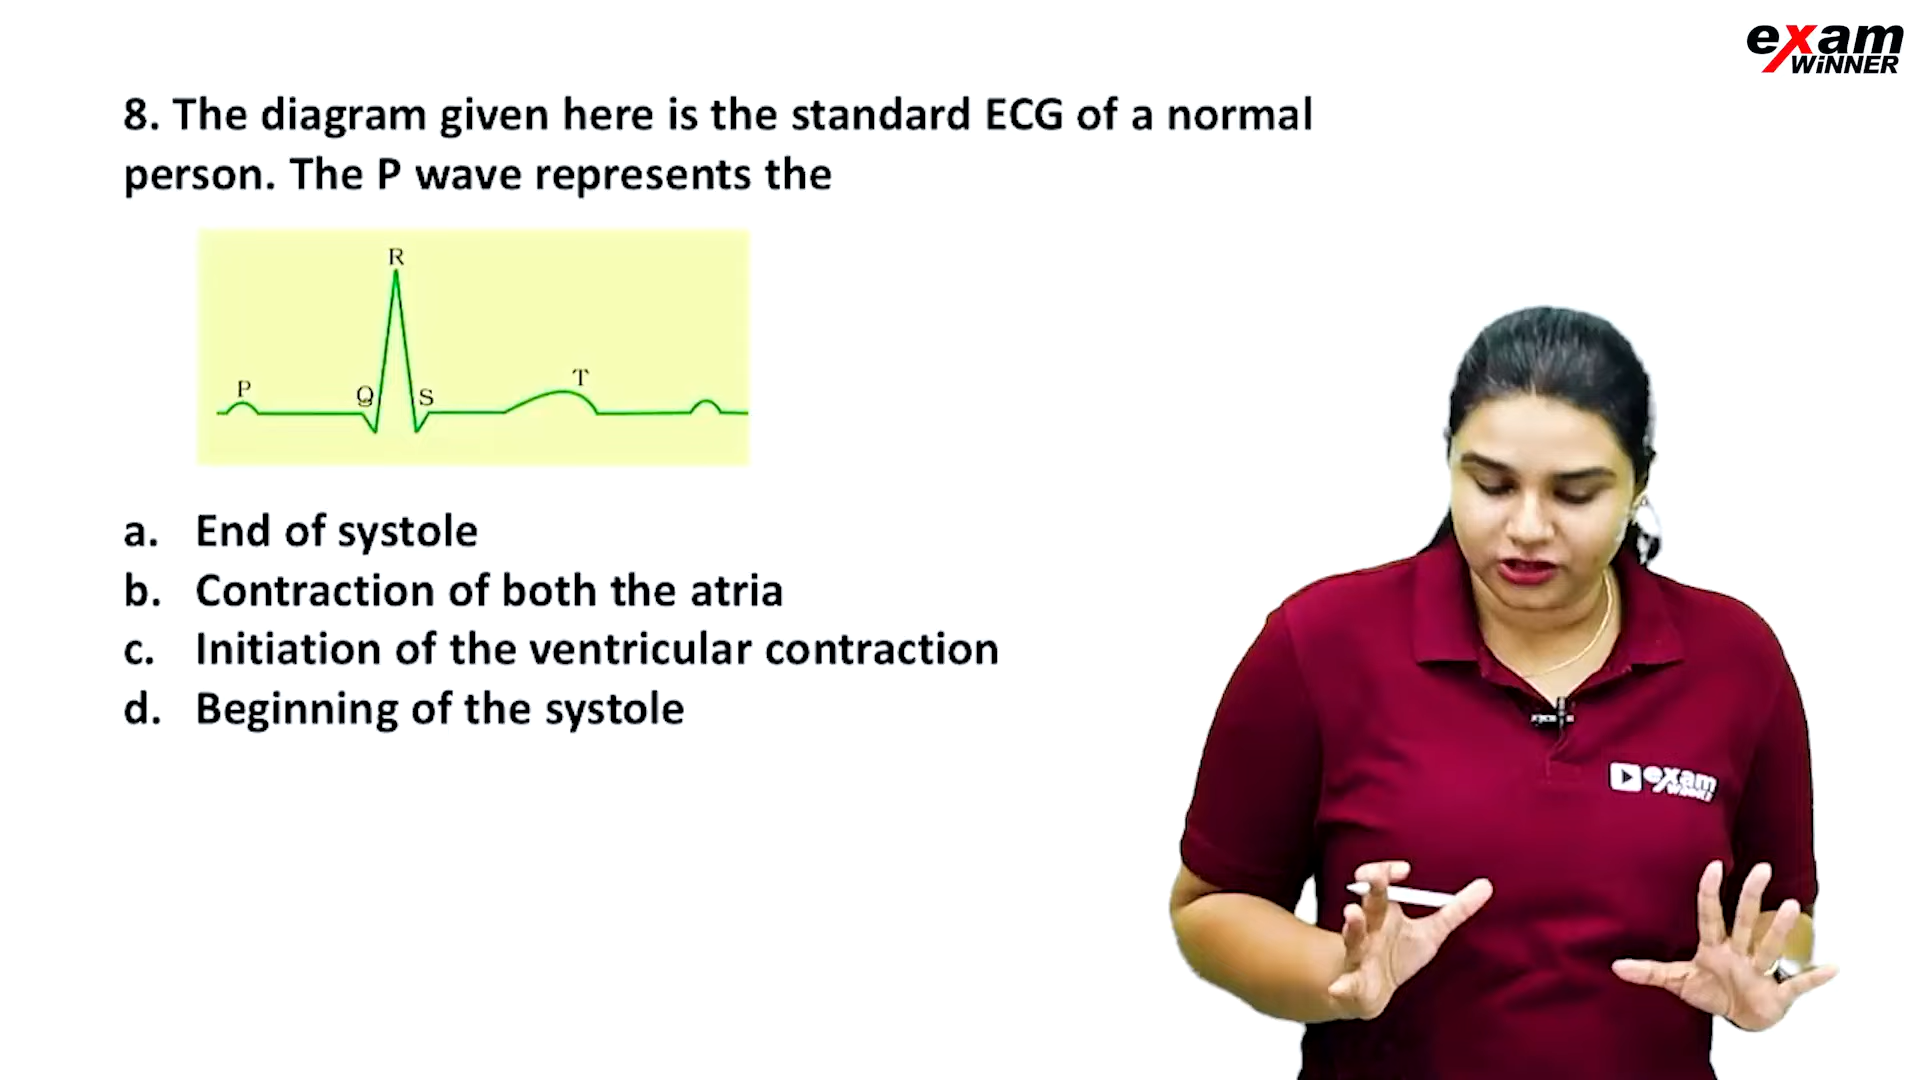 exam
WiNNER
8. The diagram given here is the standard ECG of a normal
person. The P wave represents the
R
P
Q
S
T
a. End of systole
b. Contraction of both the atria
c. Initiation of the ventricular contraction
d. Beginning of the systole
exam
WiNNER